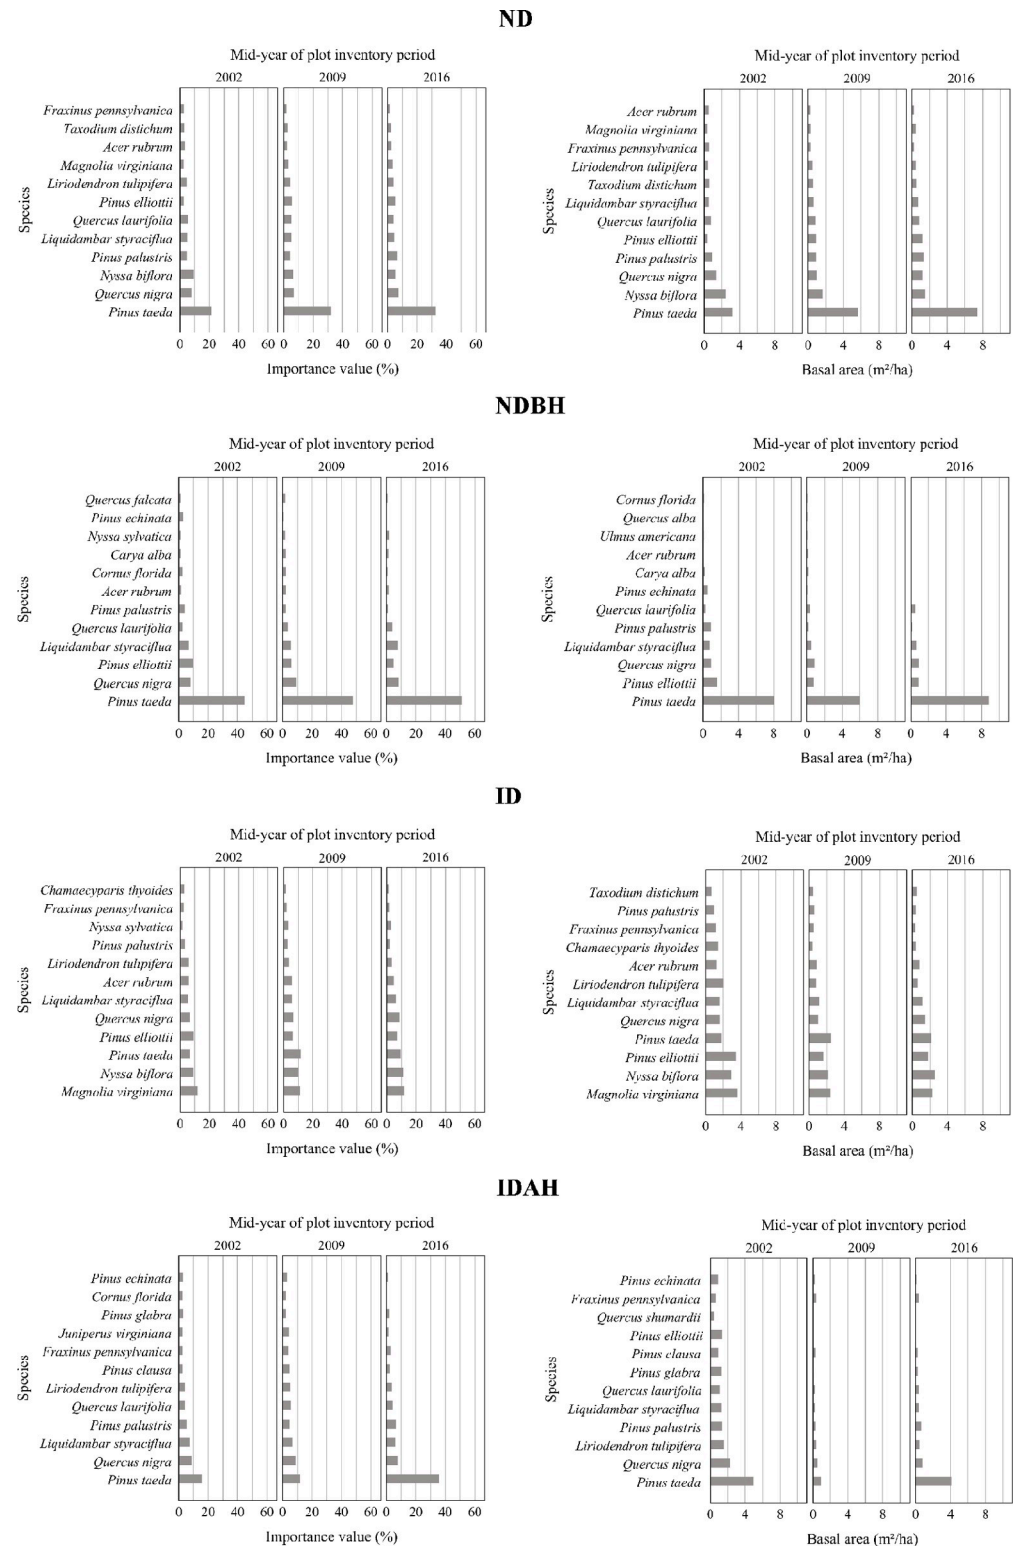 ND
Mid-year of plot inventory period
2002 2009 2016
Species
Fraxinus pennsylvanica
Taxodium distichum
Acer rubrum
Magnolia virginiana
Liriodendron tulipifera
Pinus elliottii
Quercus laurifolia
Liquidambar styraciflua
Pinus palustris
Nyssa biflora
Quercus nigra
Pinus taeda
0 20 40 60 0 20 40 60 0 20 40 60
Importance value (%)
Mid-year of plot inventory period
2002 2009 2016
Species
Acer rubrum
Magnolia virginiana
Fraxinus pennsylvanica
Liriodendron tulipifera
Taxodium distichum
Liquidambar styraciflua
Quercus laurifolia
Pinus elliottii
Pinus palustris
Quercus nigra
Nyssa biflora
Pinus taeda
0 4 8 0 4 8 0 4 8
Basal area (m²/ha)
NDBH
Mid-year of plot inventory period
2002 2009 2016
Species
Quercus falcata
Pinus echinata
Nyssa sylvatica
Carya alba
Cornus florida
Acer rubrum
Pinus palustris
Quercus laurifolia
Liquidambar styraciflua
Pinus elliottii
Quercus nigra
Pinus taeda
0 20 40 60 0 20 40 60 0 20 40 60
Importance value (%)
Mid-year of plot inventory period
2002 2009 2016
Species
Cornus florida
Quercus alba
Ulmus americana
Acer rubrum
Carya alba
Pinus echinata
Quercus laurifolia
Pinus palustris
Liquidambar styraciflua
Quercus nigra
Pinus elliottii
Pinus taeda
0 4 8 0 4 8 0 4 8
Basal area (m²/ha)
ID
Mid-year of plot inventory period
2002 2009 2016
Species
Chamaecyparis thyoides
Fraxinus pennsylvanica
Nyssa sylvatica
Pinus palustris
Liriodendron tulipifera
Acer rubrum
Liquidambar styraciflua
Quercus nigra
Pinus elliottii
Pinus taeda
Nyssa biflora
Magnolia virginiana
0 20 40 60 0 20 40 60 0 20 40 60
Importance value (%)
Mid-year of plot inventory period
2002 2009 2016
Species
Taxodium distichum
Pinus palustris
Fraxinus pennsylvanica
Chamaecyparis thyoides
Acer rubrum
Liriodendron tulipifera
Liquidambar styraciflua
Quercus nigra
Pinus taeda
Pinus elliottii
Nyssa biflora
Magnolia virginiana
0 4 8 0 4 8 0 4 8
Basal area (m²/ha)
IDAH
Mid-year of plot inventory period
2002 2009 2016
Species
Pinus echinata
Cornus florida
Pinus glabra
Juniperus virginiana
Fraxinus pennsylvanica
Pinus clausa
Liriodendron tulipifera
Quercus laurifolia
Pinus palustris
Liquidambar styraciflua
Quercus nigra
Pinus taeda
0 20 40 60 0 20 40 60 0 20 40 60
Importance value (%)
Mid-year of plot inventory period
2002 2009 2016
Species
Pinus echinata
Fraxinus pennsylvanica
Quercus shumardii
Pinus elliottii
Pinus clausa
Pinus glabra
Quercus laurifolia
Liquidambar styraciflua
Pinus palustris
Liriodendron tulipifera
Quercus nigra
Pinus taeda
0 4 8 0 4 8 0 4 8
Basal area (m²/ha)